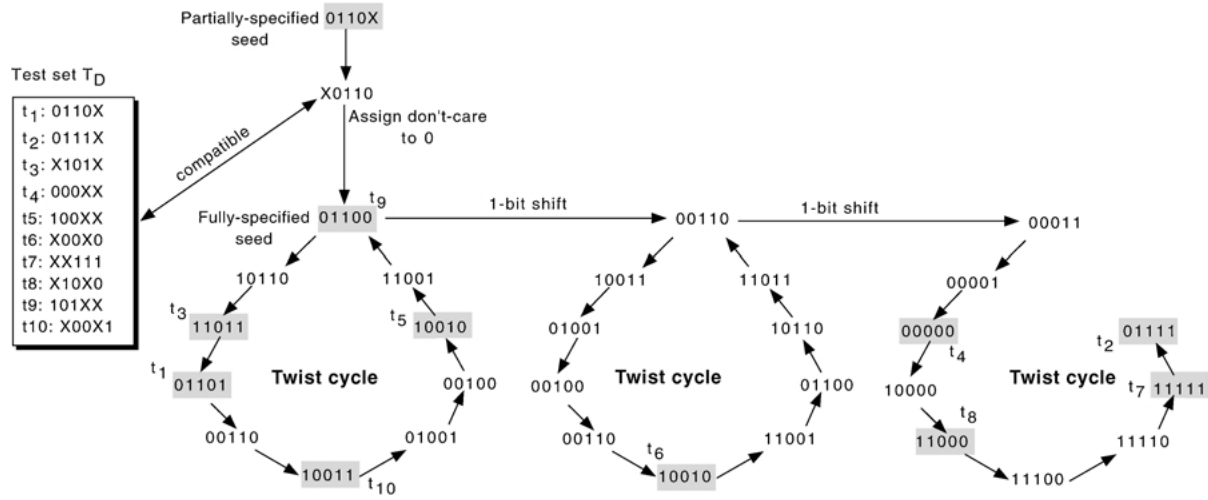 Partially-specified 0110X
seed
Test set TD
X0110
t1: 0110X
t2: 0111X
t3: X101X
t4: 000XX
t5: 100XX
t6: X00X0
t7: XX111
t8: X10X0
t9: 101XX
t10: X00X1
compatible
Assign don't-care
to 0
t9
Fully-specified 01100
seed
1-bit shift
00110
1-bit shift
00011
10110
11001
10011
11011
00001
t3
11011
t5
10010
01001
10110
00000
t4
t2
01111
t1
01101
Twist cycle
00100
00100
Twist cycle
01100
10000
Twist cycle
t7
11111
00110
01001
00110
11001
t8
11000
11110
10011
t10
t6
10010
11100